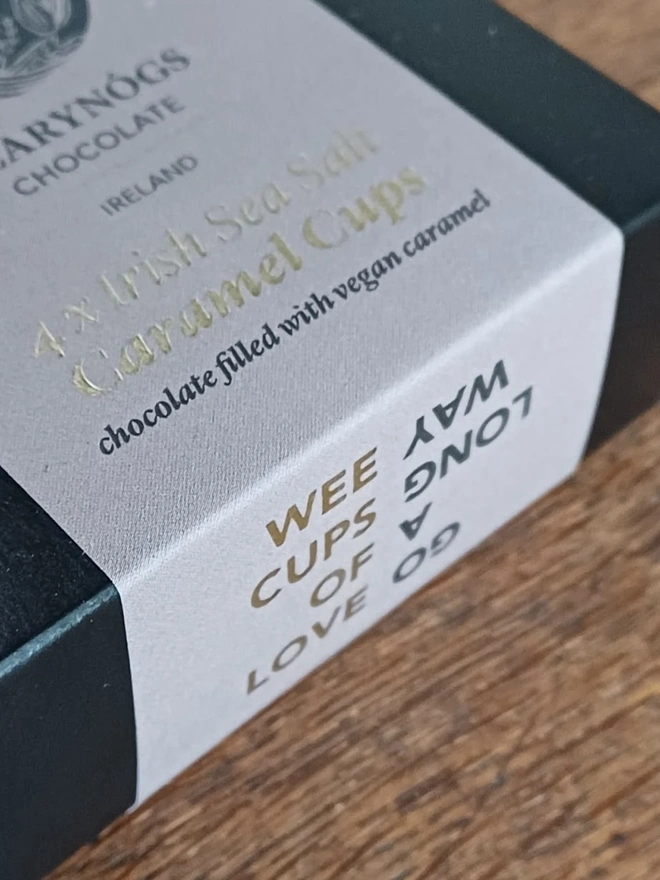 ARYNÓGS
CHOCOLATE
IRELAND
4 x Irish Sea Salt
Caramel Cups
chocolate filled with vegan caramel
WEE
CUPS
OF
LOVE
GO
A
LONG
WAY